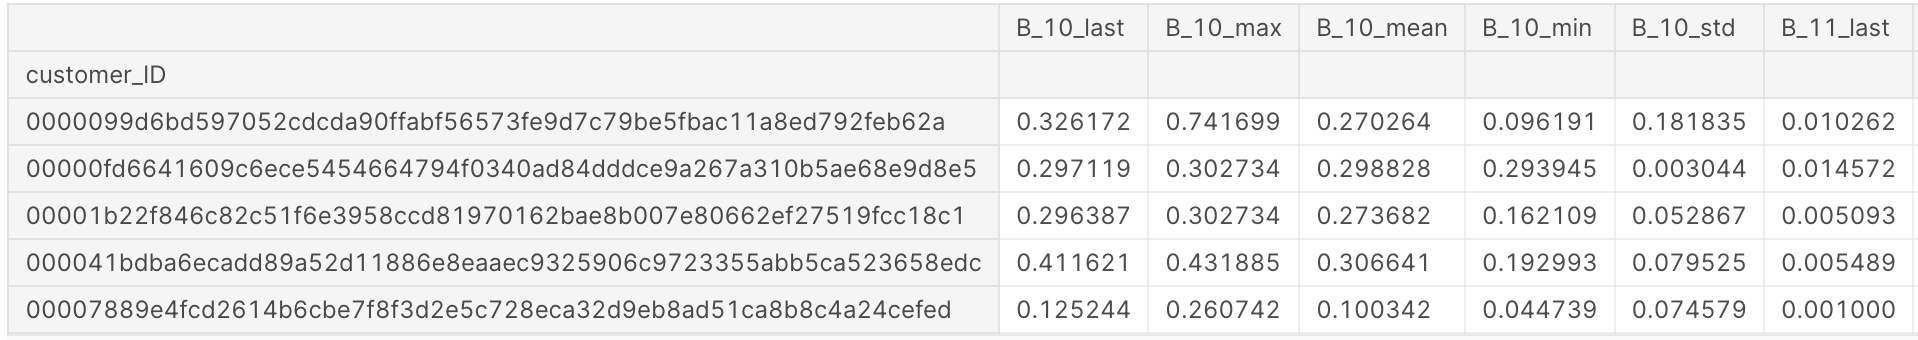 B_10_last B_10_max B_10_mean B_10_min B_10_std B_11_last
customer_ID
0000099d6bd597052cdcda90ffabf56573fe9d7c79be5fbac11a8ed792feb62a 0.326172 0.741699 0.270264 0.096191 0.181835 0.010262
00000fd6641609c6ece5454664794f0340ad84dddce9a267a310b5ae68e9d8e5 0.297119 0.302734 0.298828 0.293945 0.003044 0.014572
00001b22f846c82c51f6e3958ccd81970162bae8b007e80662ef27519fcc18c1 0.296387 0.302734 0.273682 0.162109 0.052867 0.005093
000041bdba6ecadd89a52d11886e8eaaec9325906c9723355abb5ca523658edc 0.411621 0.431885 0.306641 0.192993 0.079525 0.005489
00007889e4fcd2614b6cbe7f8f3d2e5c728eca32d9eb8ad51ca8b8c4a24cefed 0.125244 0.260742 0.100342 0.044739 0.074579 0.001000